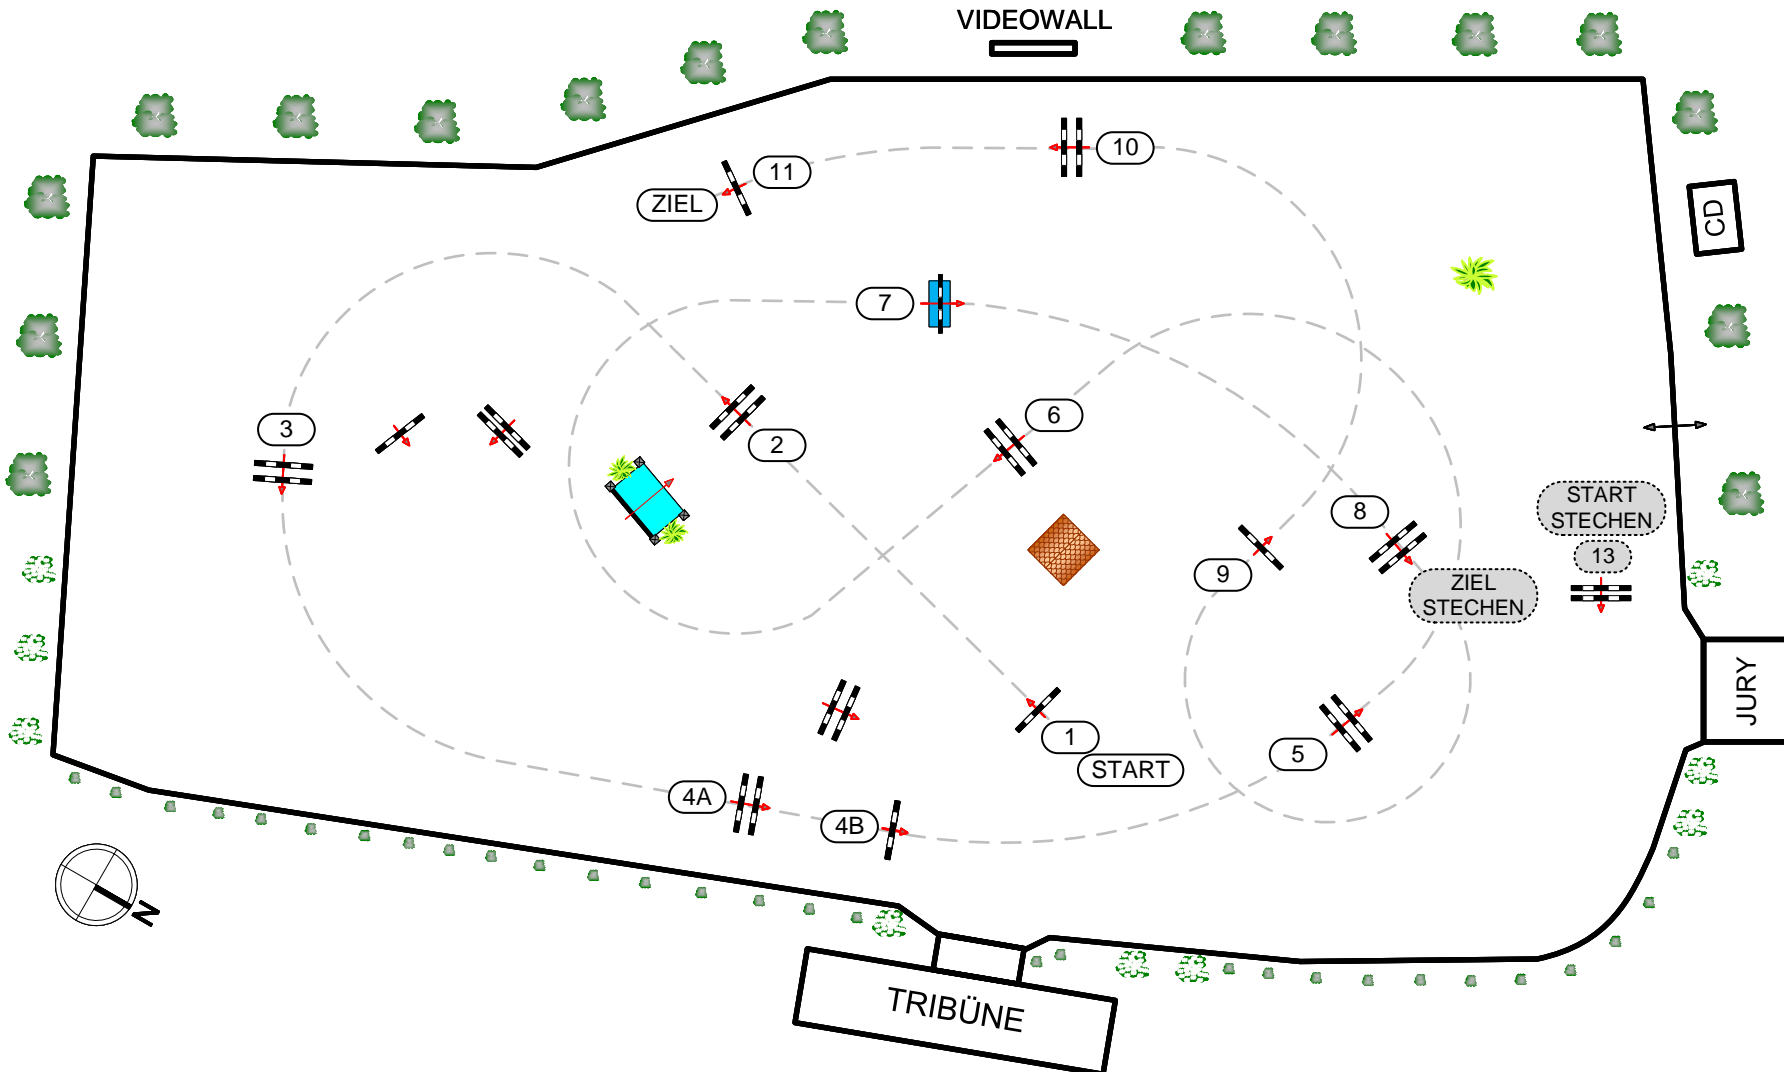 VIDEOWALL
10
11
ZIEL
CD
7
3
6
2
START
STECHEN
8
13
9
ZIEL
STECHEN
JURY
1
START
5
4A
4B
N
TRIBÜNE